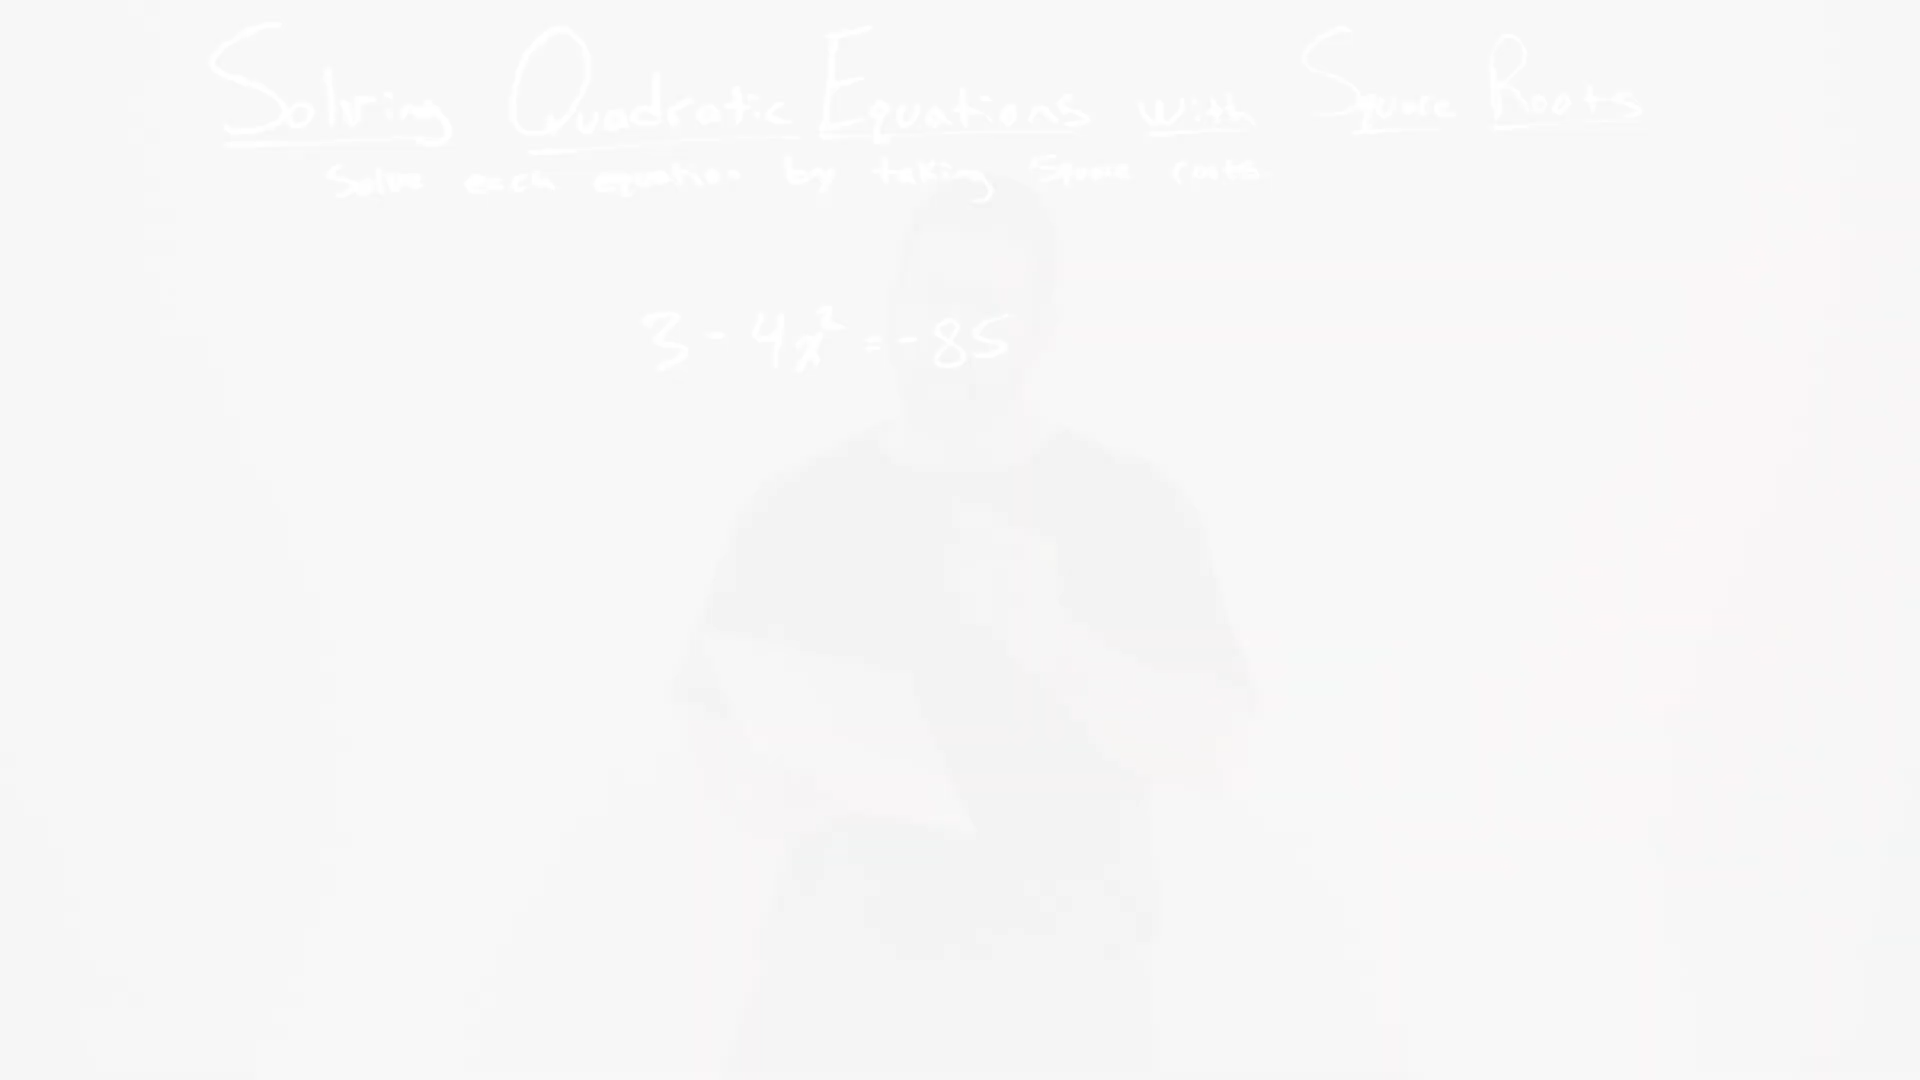 Solving Quadratic Equations with Square Roots
Solve each equation by taking square roots.
3 - 4x² = -85